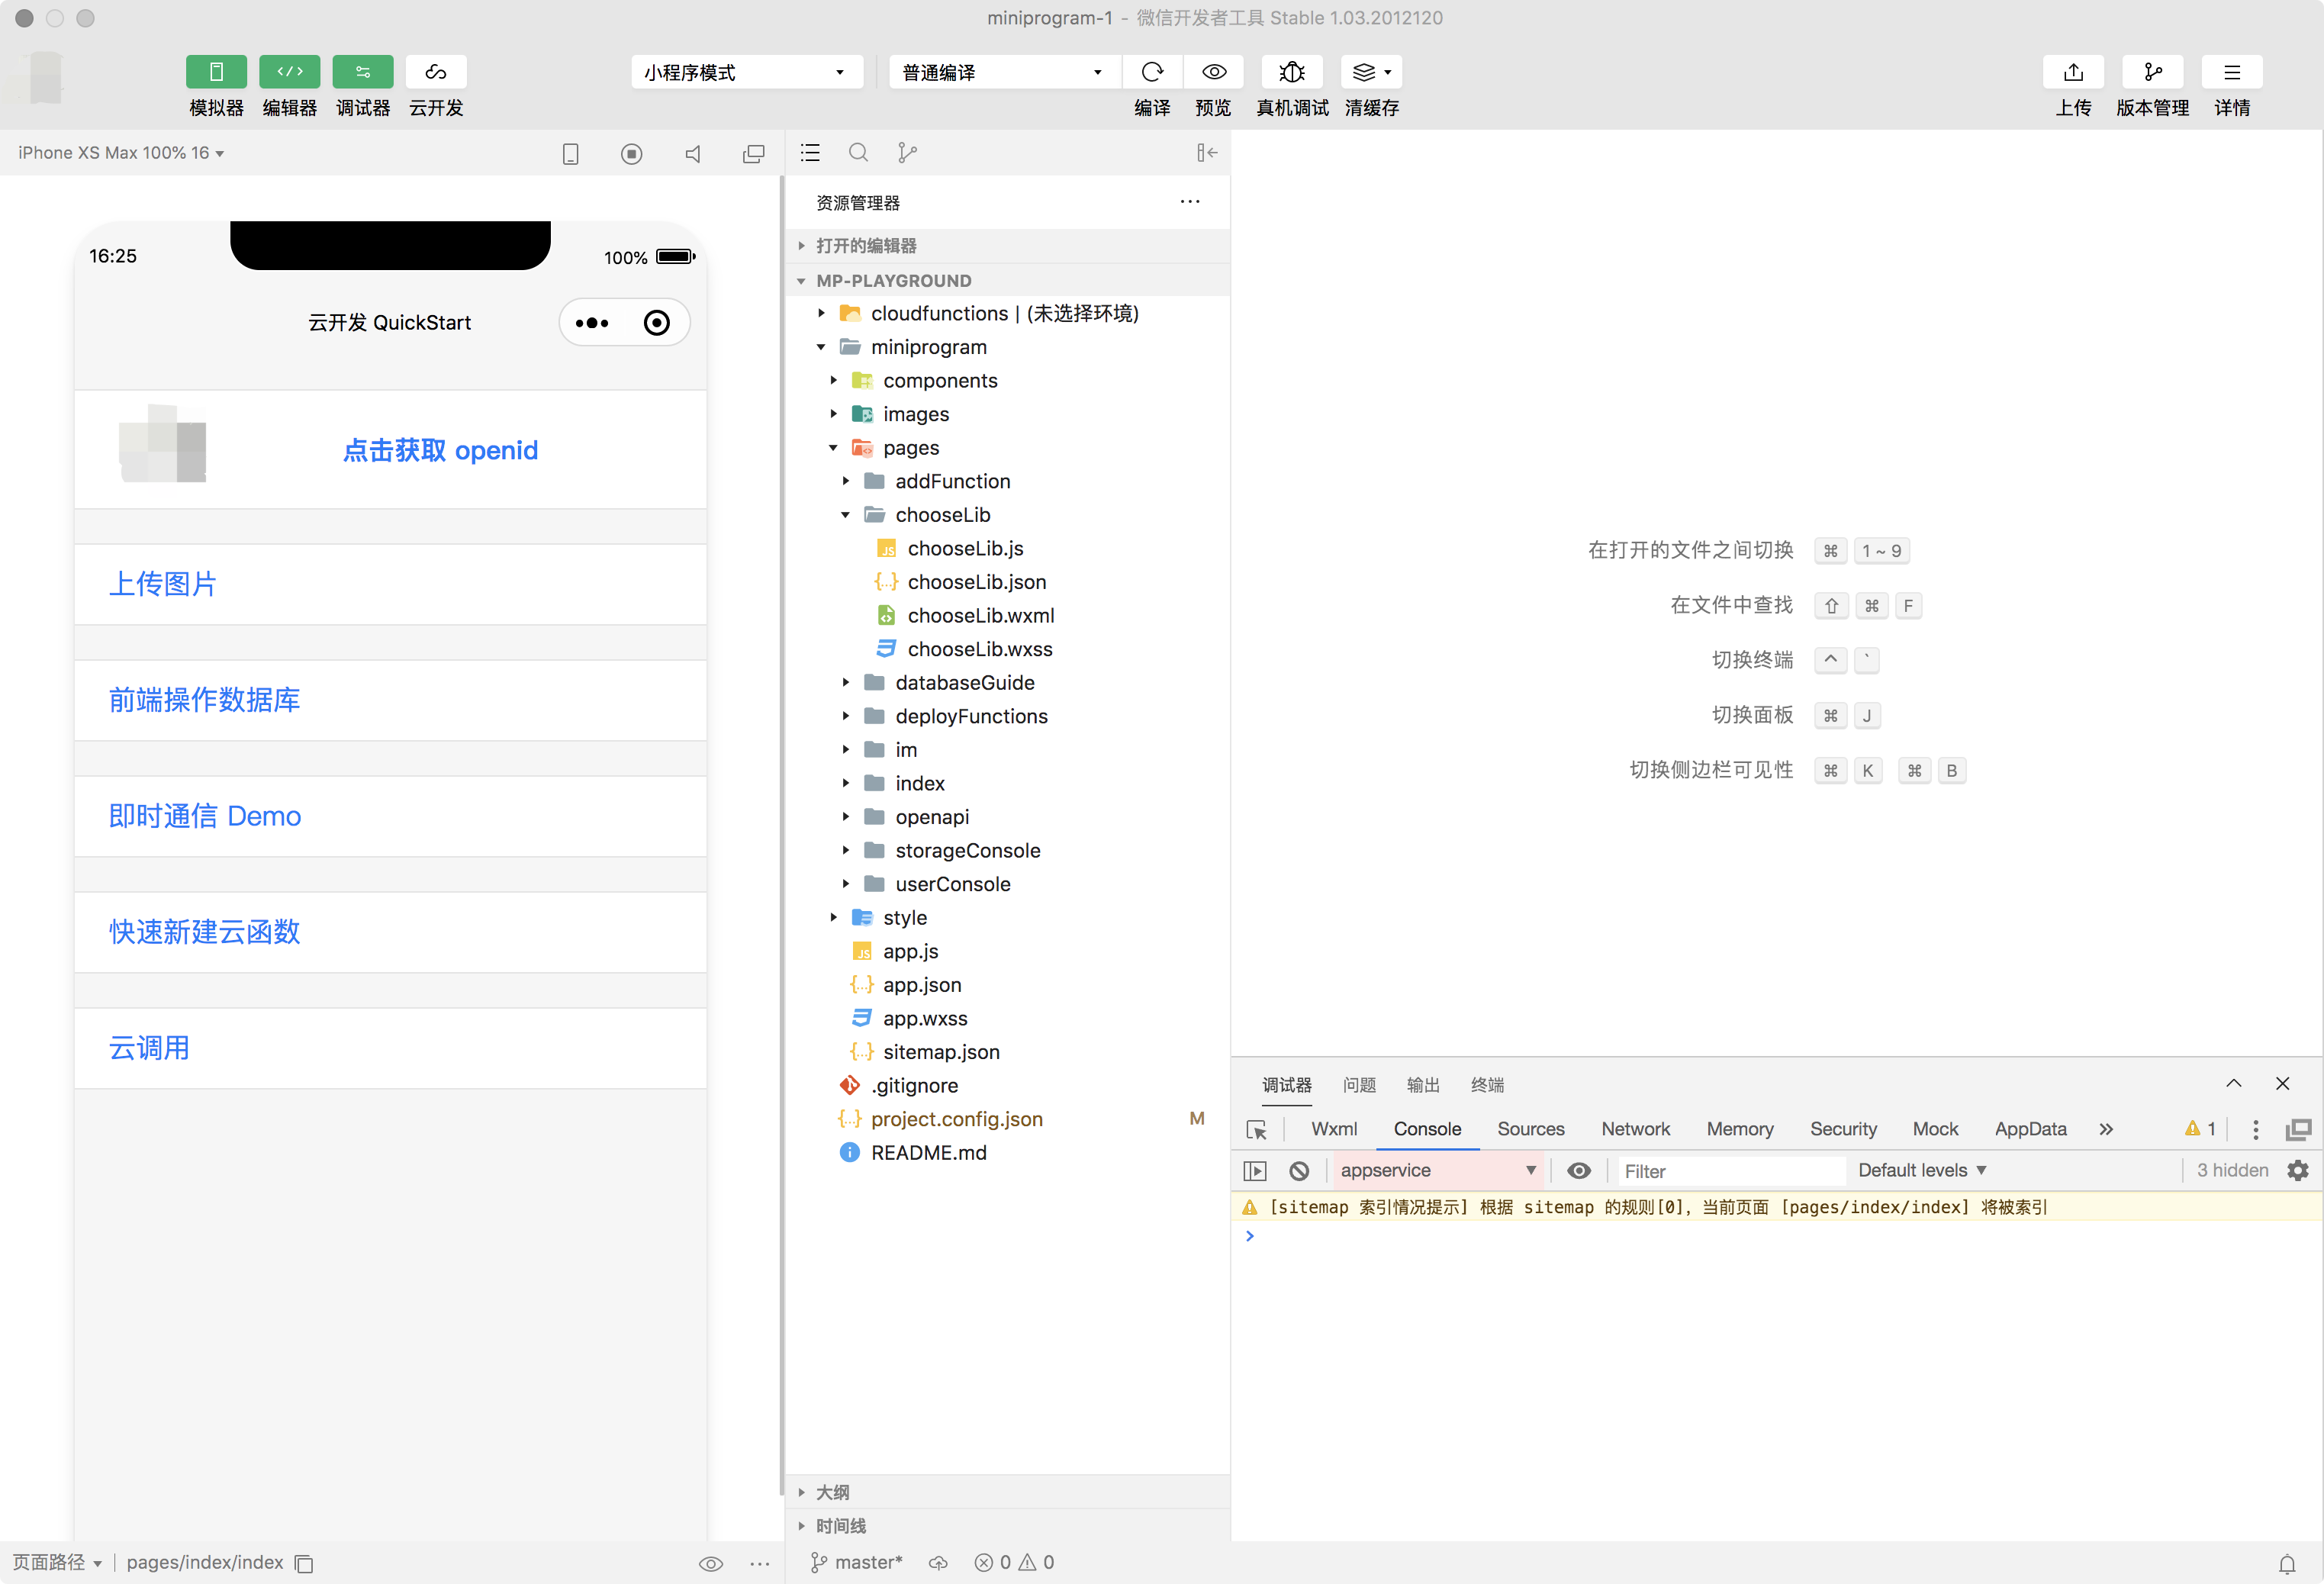 miniprogram-1 - 微信开发者工具 Stable 1.03.2012120
模拟器 编辑器 调试器 云开发
小程序模式 普通编译
编译 预览 真机调试 清缓存
上传 版本管理 详情
iPhone XS Max 100% 16
16:25
100%
云开发 QuickStart
点击获取 openid
上传图片
前端操作数据库
即时通信 Demo
快速新建云函数
云调用
页面路径 pages/index/index
资源管理器
打开的编辑器
MP-PLAYGROUND
cloudfunctions | (未选择环境)
miniprogram
components
images
pages
addFunction
chooseLib
JS chooseLib.js
{...} chooseLib.json
chooseLib.wxml
chooseLib.wxss
databaseGuide
deployFunctions
im
index
openapi
storageConsole
userConsole
style
JS app.js
{...} app.json
app.wxss
{...} sitemap.json
.gitignore
{...} project.config.json M
README.md
大纲
时间线
master* 0 0
在打开的文件之间切换 ⌘ 1 ~ 9
在文件中查找 ⇧ ⌘ F
切换终端 ^ `
切换面板 ⌘ J
切换侧边栏可见性 ⌘ K ⌘ B
调试器 问题 输出 终端
Wxml Console Sources Network Memory Security Mock AppData » 1
appservice Filter Default levels 3 hidden
[sitemap 索引情况提示] 根据 sitemap 的规则[0]，当前页面 [pages/index/index] 将被索引